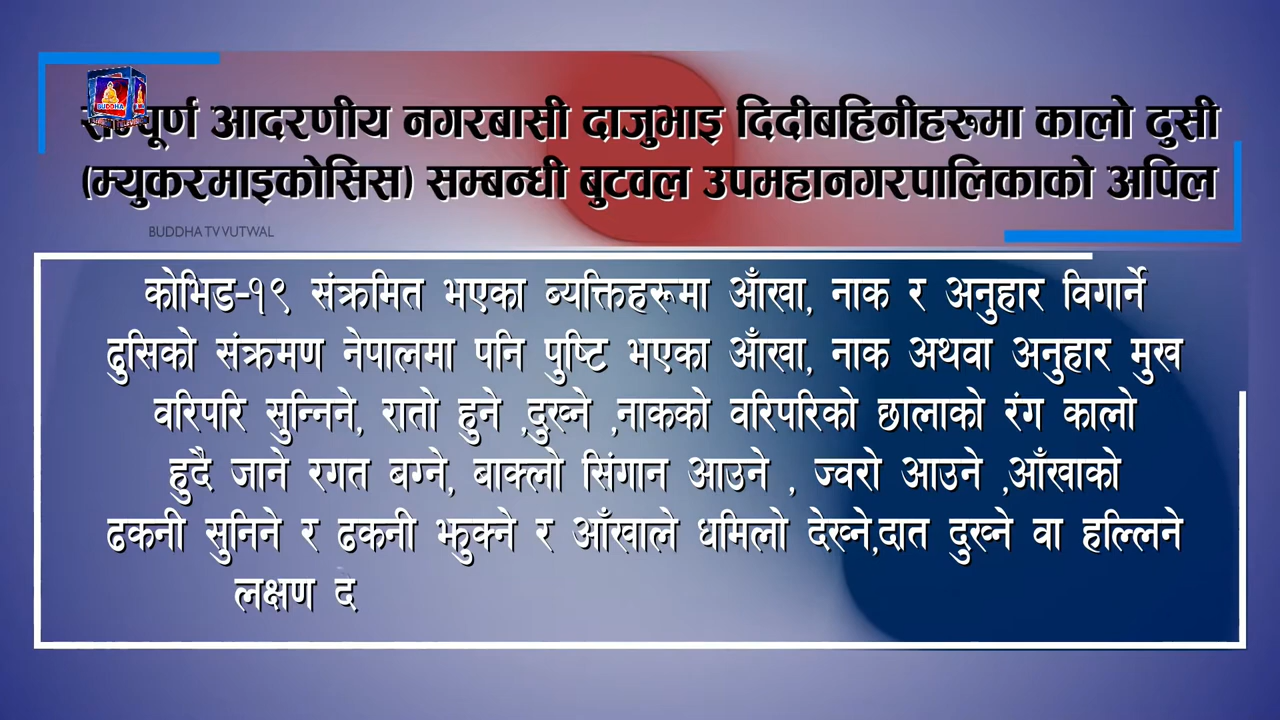 सम्पूर्ण आदरणीय नगरबासी दाजुभाइ दिदीबहिनीहरुमा कालो ढुसी
(म्युकरमाइकोसिस) सम्बन्धी बुटवल उपमहानगरपालिकाको अपिल
BUDDHA
BUDDHA TV VUTWAL
कोभिड-१९ संक्रमित भएका ब्यक्तिहरूमा आँखा, नाक र अनुहार विगार्ने
ढुसिको संक्रमण नेपालमा पनि पुष्टि भएका आँखा, नाक अथवा अनुहार मुख
वरिपरि सुन्निने, रातो हुने ,दुख्ने ,नाकको वरिपरिको छालाको रंग कालो
हुदै जाने रगत बग्ने, बाक्लो सिंगान आउने , ज्वरो आउने ,आँखाको
ढकनी सुनिने र ढकनी झुक्ने र आँखाले धमिलो देख्ने,दात दुख्ने वा हल्लिने
लक्षण द